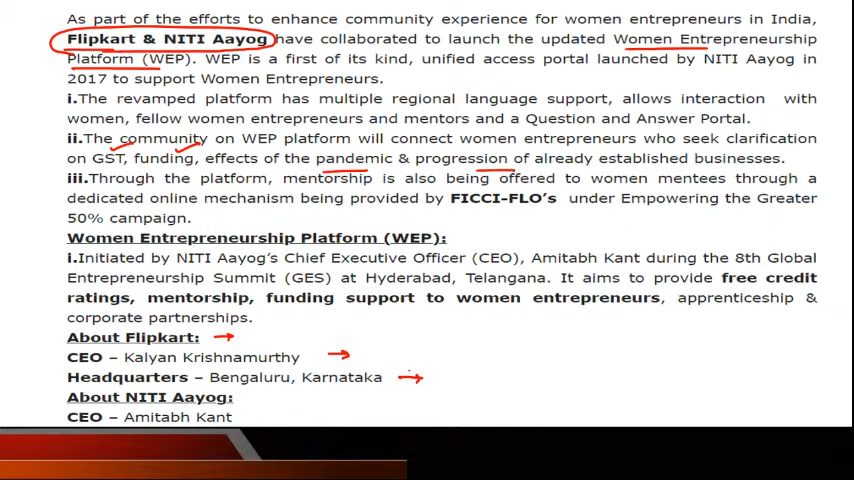 As part of the efforts to enhance community experience for women entrepreneurs in India,
Flipkart & NITI Aayog have collaborated to launch the updated Women Entrepreneurship
Platform (WEP). WEP is a first of its kind, unified access portal launched by NITI Aayog in
2017 to support Women Entrepreneurs.
i.The revamped platform has multiple regional language support, allows interaction with
women, fellow women entrepreneurs and mentors and a Question and Answer Portal.
ii.The community on WEP platform will connect women entrepreneurs who seek clarification
on GST, funding, effects of the pandemic & progression of already established businesses.
iii.Through the platform, mentorship is also being offered to women mentees through a
dedicated online mechanism being provided by FICCI-FLO's under Empowering the Greater
50% campaign.
Women Entrepreneurship Platform (WEP):
i.Initiated by NITI Aayog's Chief Executive Officer (CEO), Amitabh Kant during the 8th Global
Entrepreneurship Summit (GES) at Hyderabad, Telangana. It aims to provide free credit
ratings, mentorship, funding support to women entrepreneurs, apprenticeship &
corporate partnerships.
About Flipkart:
CEO – Kalyan Krishnamurthy
Headquarters – Bengaluru, Karnataka
About NITI Aayog:
CEO – Amitabh Kant